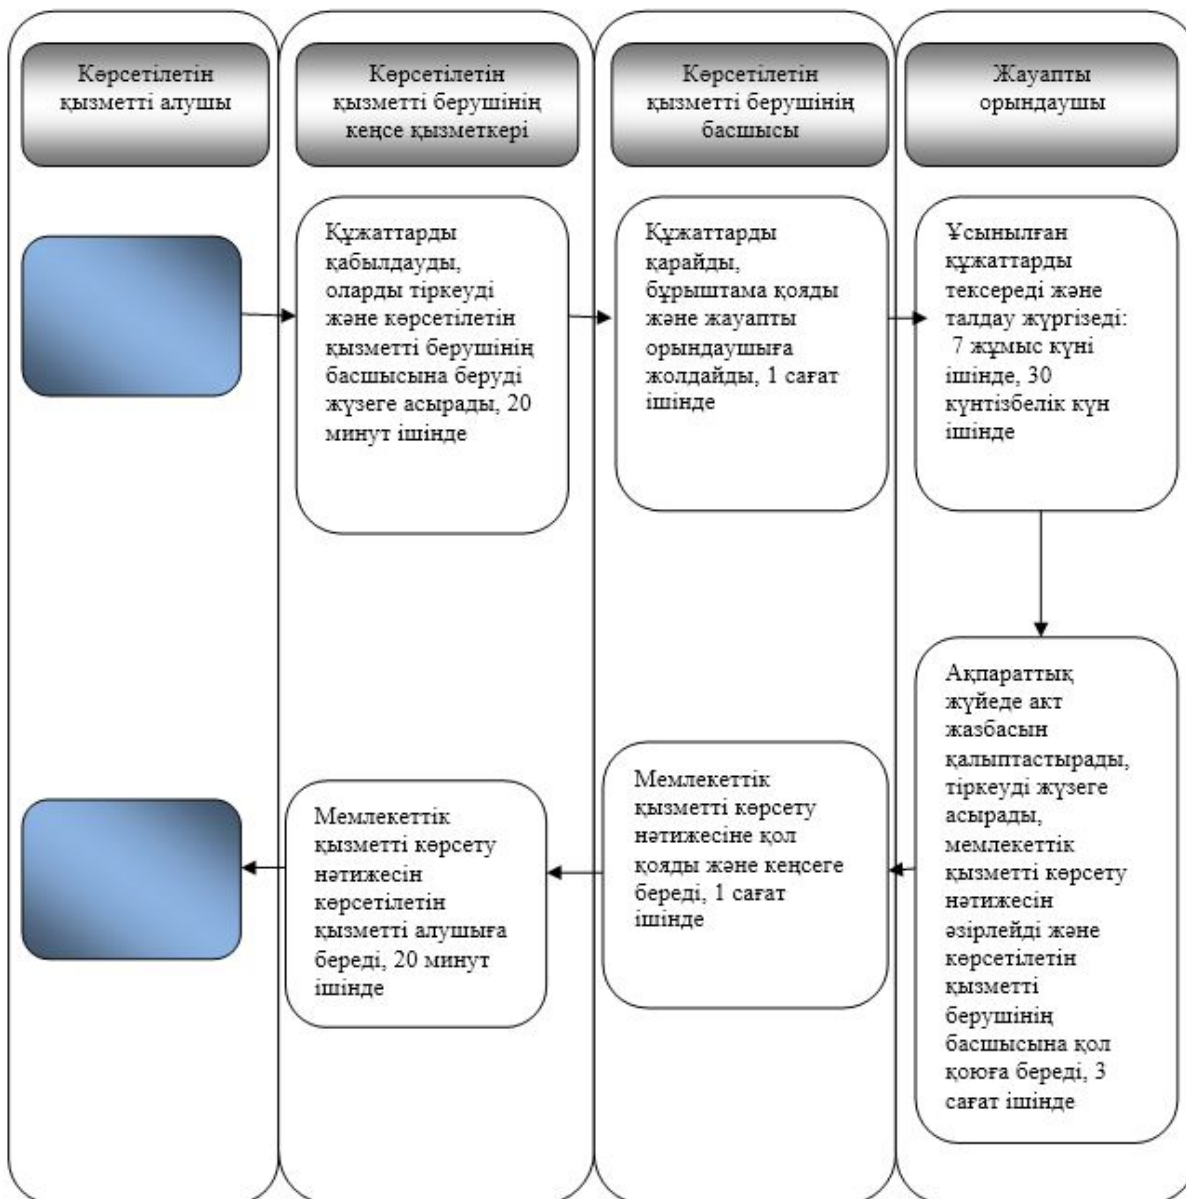 Көрсетілетін
қызметті алушы
Көрсетілетін
қызметті берушінің
кеңсе қызметкері
Көрсетілетін
қызметті берушінің
басшысы
Жауапты
орындаушы
Құжаттарды
қабылдауды,
оларды тіркеуді
және көрсетілетін
қызметті берушінің
басшысына беруді
жүзеге асырады, 20
минут ішінде
Құжаттарды
қарайды,
бұрыштама қояды
және жауапты
орындаушыға
жолдайды, 1 сағат
ішінде
Ұсынылған
құжаттарды
тексереді және
талдау жүргізеді:
7 жұмыс күні
ішінде, 30
күнтізбелік күн
ішінде
Ақпараттық
жүйеде акт
жазбасын
қалыптастырады,
тіркеуді жүзеге
асырады,
мемлекеттік
қызметті көрсету
нәтижесін
әзірлейді және
көрсетілетін
қызметті
берушінің
басшысына қол
қоюға береді, 3
сағат ішінде
Мемлекеттік
қызметті көрсету
нәтижесіне қол
қояды және кеңсеге
береді, 1 сағат
ішінде
Мемлекеттік
қызметті көрсету
нәтижесін
көрсетілетін
қызметті алушыға
береді, 20 минут
ішінде